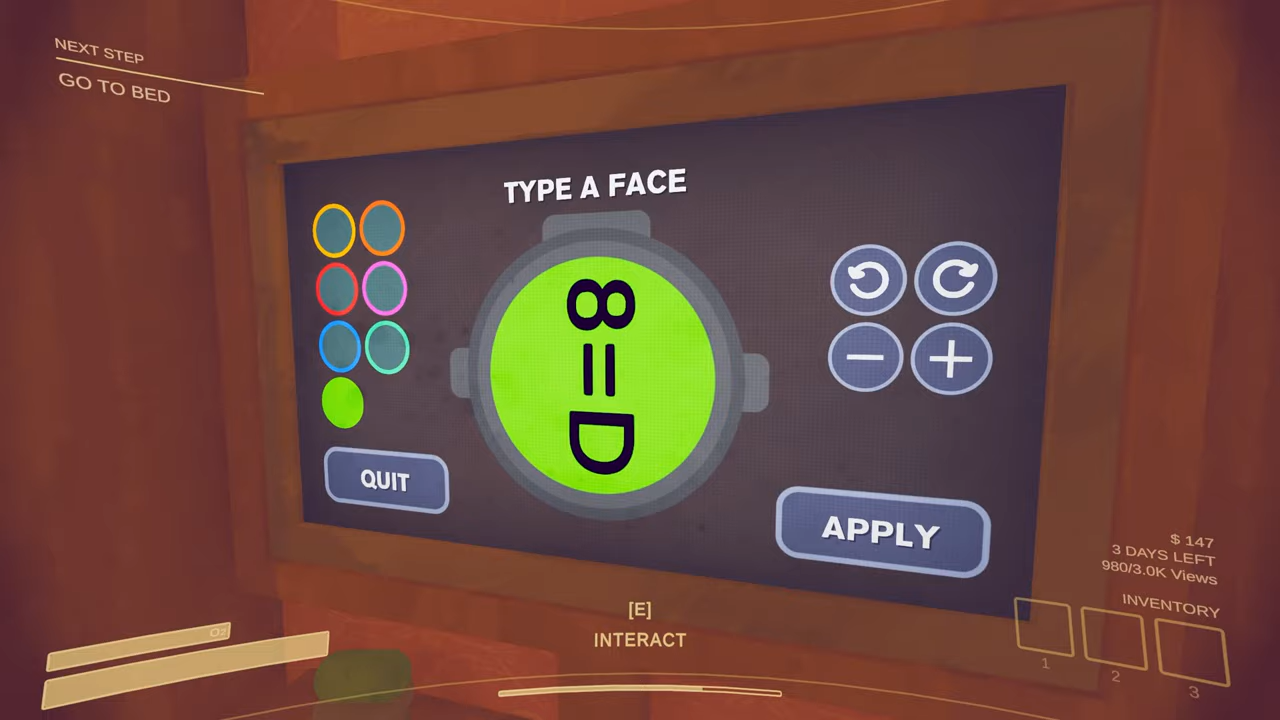 NEXT STEP
GO TO BED
TYPE A FACE
8=D
QUIT
APPLY
$ 147
3 DAYS LEFT
980/3.0K Views
[E]
INTERACT
INVENTORY
O2
1
2
3